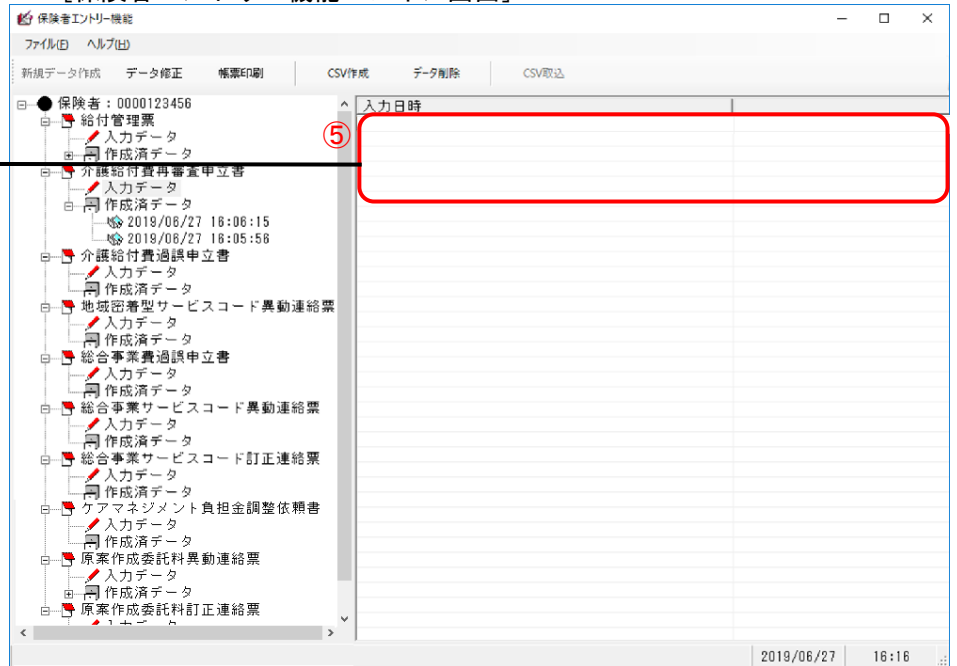 保険者エントリー機能
ファイル(F) ヘルプ(H)
新規データ作成 データ修正 帳票印刷 CSV作成 データ削除 CSV取込
保険者：0000123456
給付管理票
入力データ
作成済データ
介護給付費再審査申立書
入力データ
作成済データ
2019/06/27 16:06:15
2019/06/27 16:05:56
介護給付費過誤申立書
入力データ
作成済データ
地域密着型サービスコード異動連絡票
入力データ
作成済データ
総合事業費過誤申立書
入力データ
作成済データ
総合事業サービスコード異動連絡票
入力データ
作成済データ
総合事業サービスコード訂正連絡票
入力データ
作成済データ
ケアマネジメント負担金調整依頼書
入力データ
作成済データ
原案作成委託料異動連絡票
入力データ
作成済データ
原案作成委託料訂正連絡票
入力日時
⑤
2019/06/27 16:16